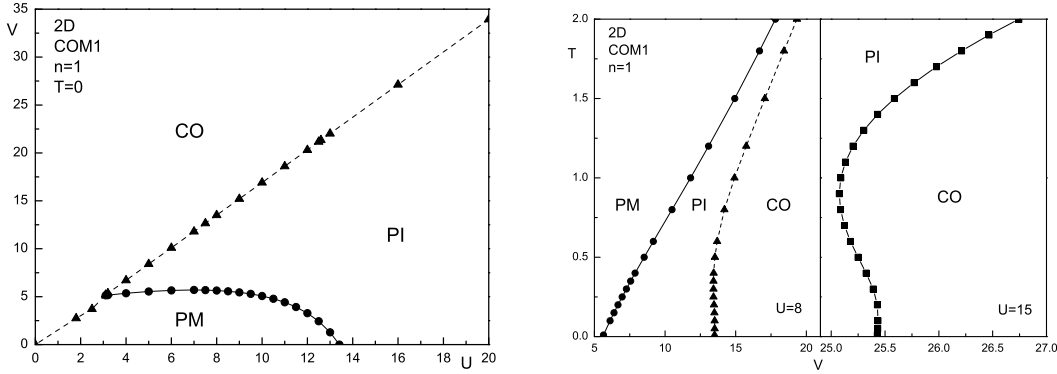 V
35
30
25
20
15
10
5
0
2D
COM1
n=1
T=0
CO
PI
PM
0 2 4 6 8 10 12 14 16 18 20
U
T
2.0
1.5
1.0
0.5
0.0
2D
COM1
n=1
PM
PI
CO
U=8
5 10 15 20
PI
CO
U=15
25.0 25.5 26.0 26.5 27.0
V